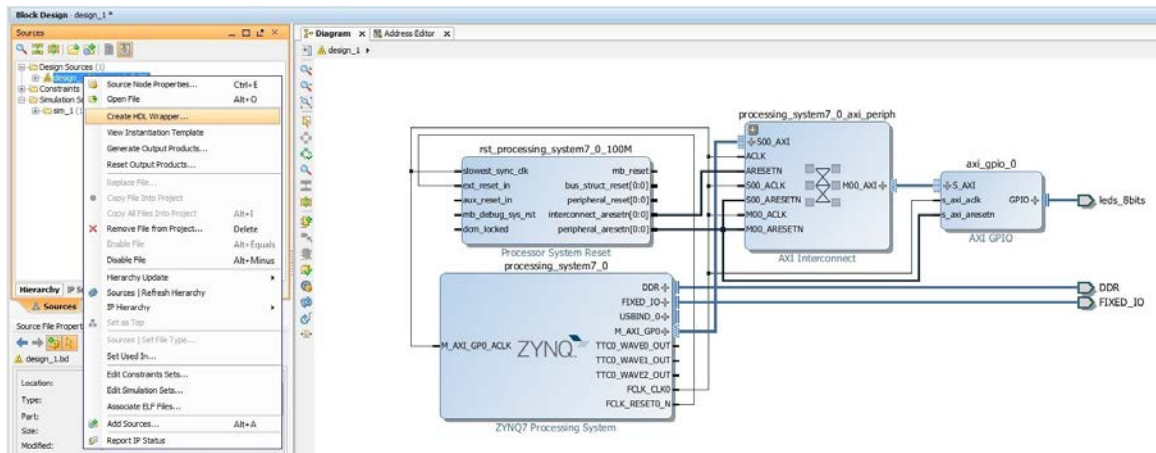 Block Design - design_1 *
Sources
Design Sources (1)
design_
Constraints
Simulation So
sim_1 (1
Source Node Properties... Ctrl+E
Open File Alt+O
Create HDL Wrapper...
View Instantiation Template
Generate Output Products...
Reset Output Products...
Replace File...
Copy File Into Project
Copy All Files Into Project Alt+I
Remove File from Project... Delete
Enable File Alt+Equals
Disable File Alt+Minus
Hierarchy Update
Sources | Refresh Hierarchy
IP Hierarchy
Set as Top
Sources | Set File Type...
Set Used In...
Edit Constraints Sets...
Edit Simulation Sets...
Associate ELF Files...
Add Sources... Alt+A
Report IP Status
Hierarchy IP So
Sources
Source File Propert
design_1.bd
Location:
Type:
Part:
Size:
Modified:
Diagram Address Editor
design_1
rst_processing_system7_0_100M
slowest_sync_clk mb_reset
ext_reset_in bus_struct_reset[0:0]
aux_reset_in peripheral_reset[0:0]
mb_debug_sys_rst interconnect_aresetn[0:0]
dcm_locked peripheral_aresetn[0:0]
Processor System Reset
processing_system7_0_axi_periph
S00_AXI
ACLK
ARESETN
S00_ACLK M00_AXI
S00_ARESETN
M00_ACLK
M00_ARESETN
AXI Interconnect
axi_gpio_0
S_AXI
s_axi_aclk GPIO
s_axi_aresetn
AXI GPIO
leds_8bits
processing_system7_0
DDR
FIXED_IO
USBIND_0
M_AXI_GP0
M_AXI_GP0_ACLK ZYNQ TTC0_WAVE0_OUT
TTC0_WAVE1_OUT
TTC0_WAVE2_OUT
FCLK_CLK0
FCLK_RESET0_N
ZYNQ7 Processing System
DDR
FIXED_IO